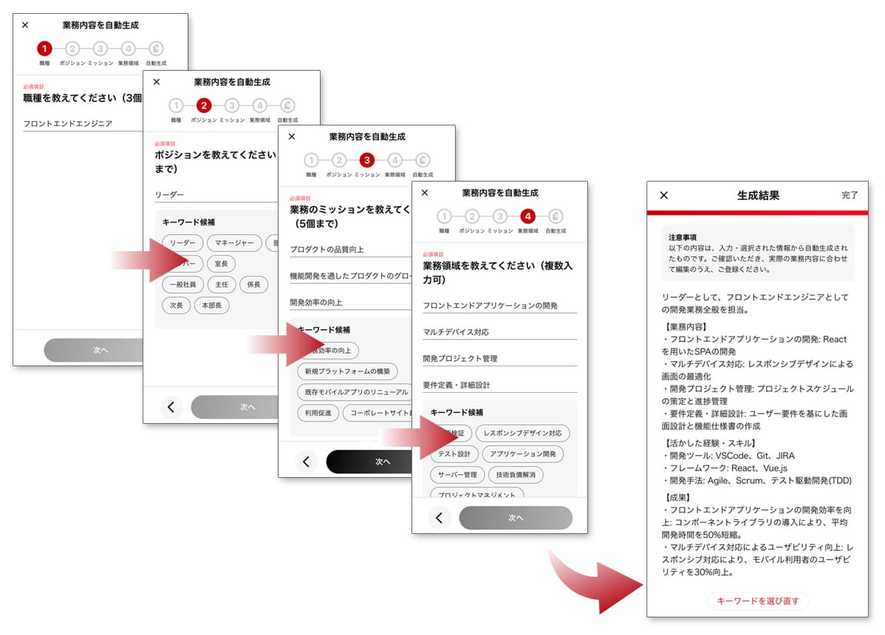 業務内容を自動生成
1
2
3
4
職種
ポジション
ミッション
業務領域
自動生成
必須項目
職種を教えてください（3個
フロントエンドエンジニア
次へ
業務内容を自動生成
1
2
3
4
職種
ポジション
ミッション
業務領域
自動生成
必須項目
ポジションを教えてください
まで）
リーダー
キーワード候補
リーダー
マネージャー
バー
室長
一般社員
主任
係長
次長
本部長
次へ
業務内容を自動生成
1
2
3
4
職種
ポジション
ミッション
業務領域
自動生成
必須項目
業務のミッションを教えてく
（5個まで）
プロダクトの品質向上
機能開発を通したプロダクトのグロー
開発効率の向上
キーワード候補
効率の向上
新規プラットフォームの構築
既存モバイルアプリのリニューアル
利用促進
コーポレートサイト
次へ
業務内容を自動生成
1
2
3
4
職種
ポジション
ミッション
業務領域
自動生成
必須項目
業務領域を教えてください（複数入
力可）
フロントエンドアプリケーションの開発
マルチデバイス対応
開発プロジェクト管理
要件定義・詳細設計
キーワード候補
検証
レスポンシブデザイン対応
テスト設計
アプリケーション開発
サーバー管理
技術負債解消
プロジェクトマネジメント
次へ
生成結果
完了
注意事項
以下の内容は、入力・選択された情報から自動生成され
たものです。ご確認いただき、実際の業務内容に合わせ
て編集のうえ、ご登録ください。
リーダーとして、フロントエンドエンジニアとして
の開発業務全般を担当。
【業務内容】
・フロントエンドアプリケーションの開発: React
を用いたSPAの開発
・マルチデバイス対応: レスポンシブデザインによる
画面の最適化
・開発プロジェクト管理: プロジェクトスケジュール
の策定と進捗管理
・要件定義・詳細設計: ユーザー要件を基にした画
面設計と機能仕様書の作成
【活かした経験・スキル】
・開発ツール: VSCode、Git、JIRA
・フレームワーク: React、Vue.js
・開発手法: Agile、Scrum、テスト駆動開発(TDD)
【成果】
・フロントエンドアプリケーションの開発効率を向
上: コンポーネントライブラリの導入により、平均
開発時間を50%短縮。
・マルチデバイス対応によるユーザビリティ向上: レ
スポンシブ対応により、モバイル利用者のユーザビ
リティを30%向上。
キーワードを選び直す